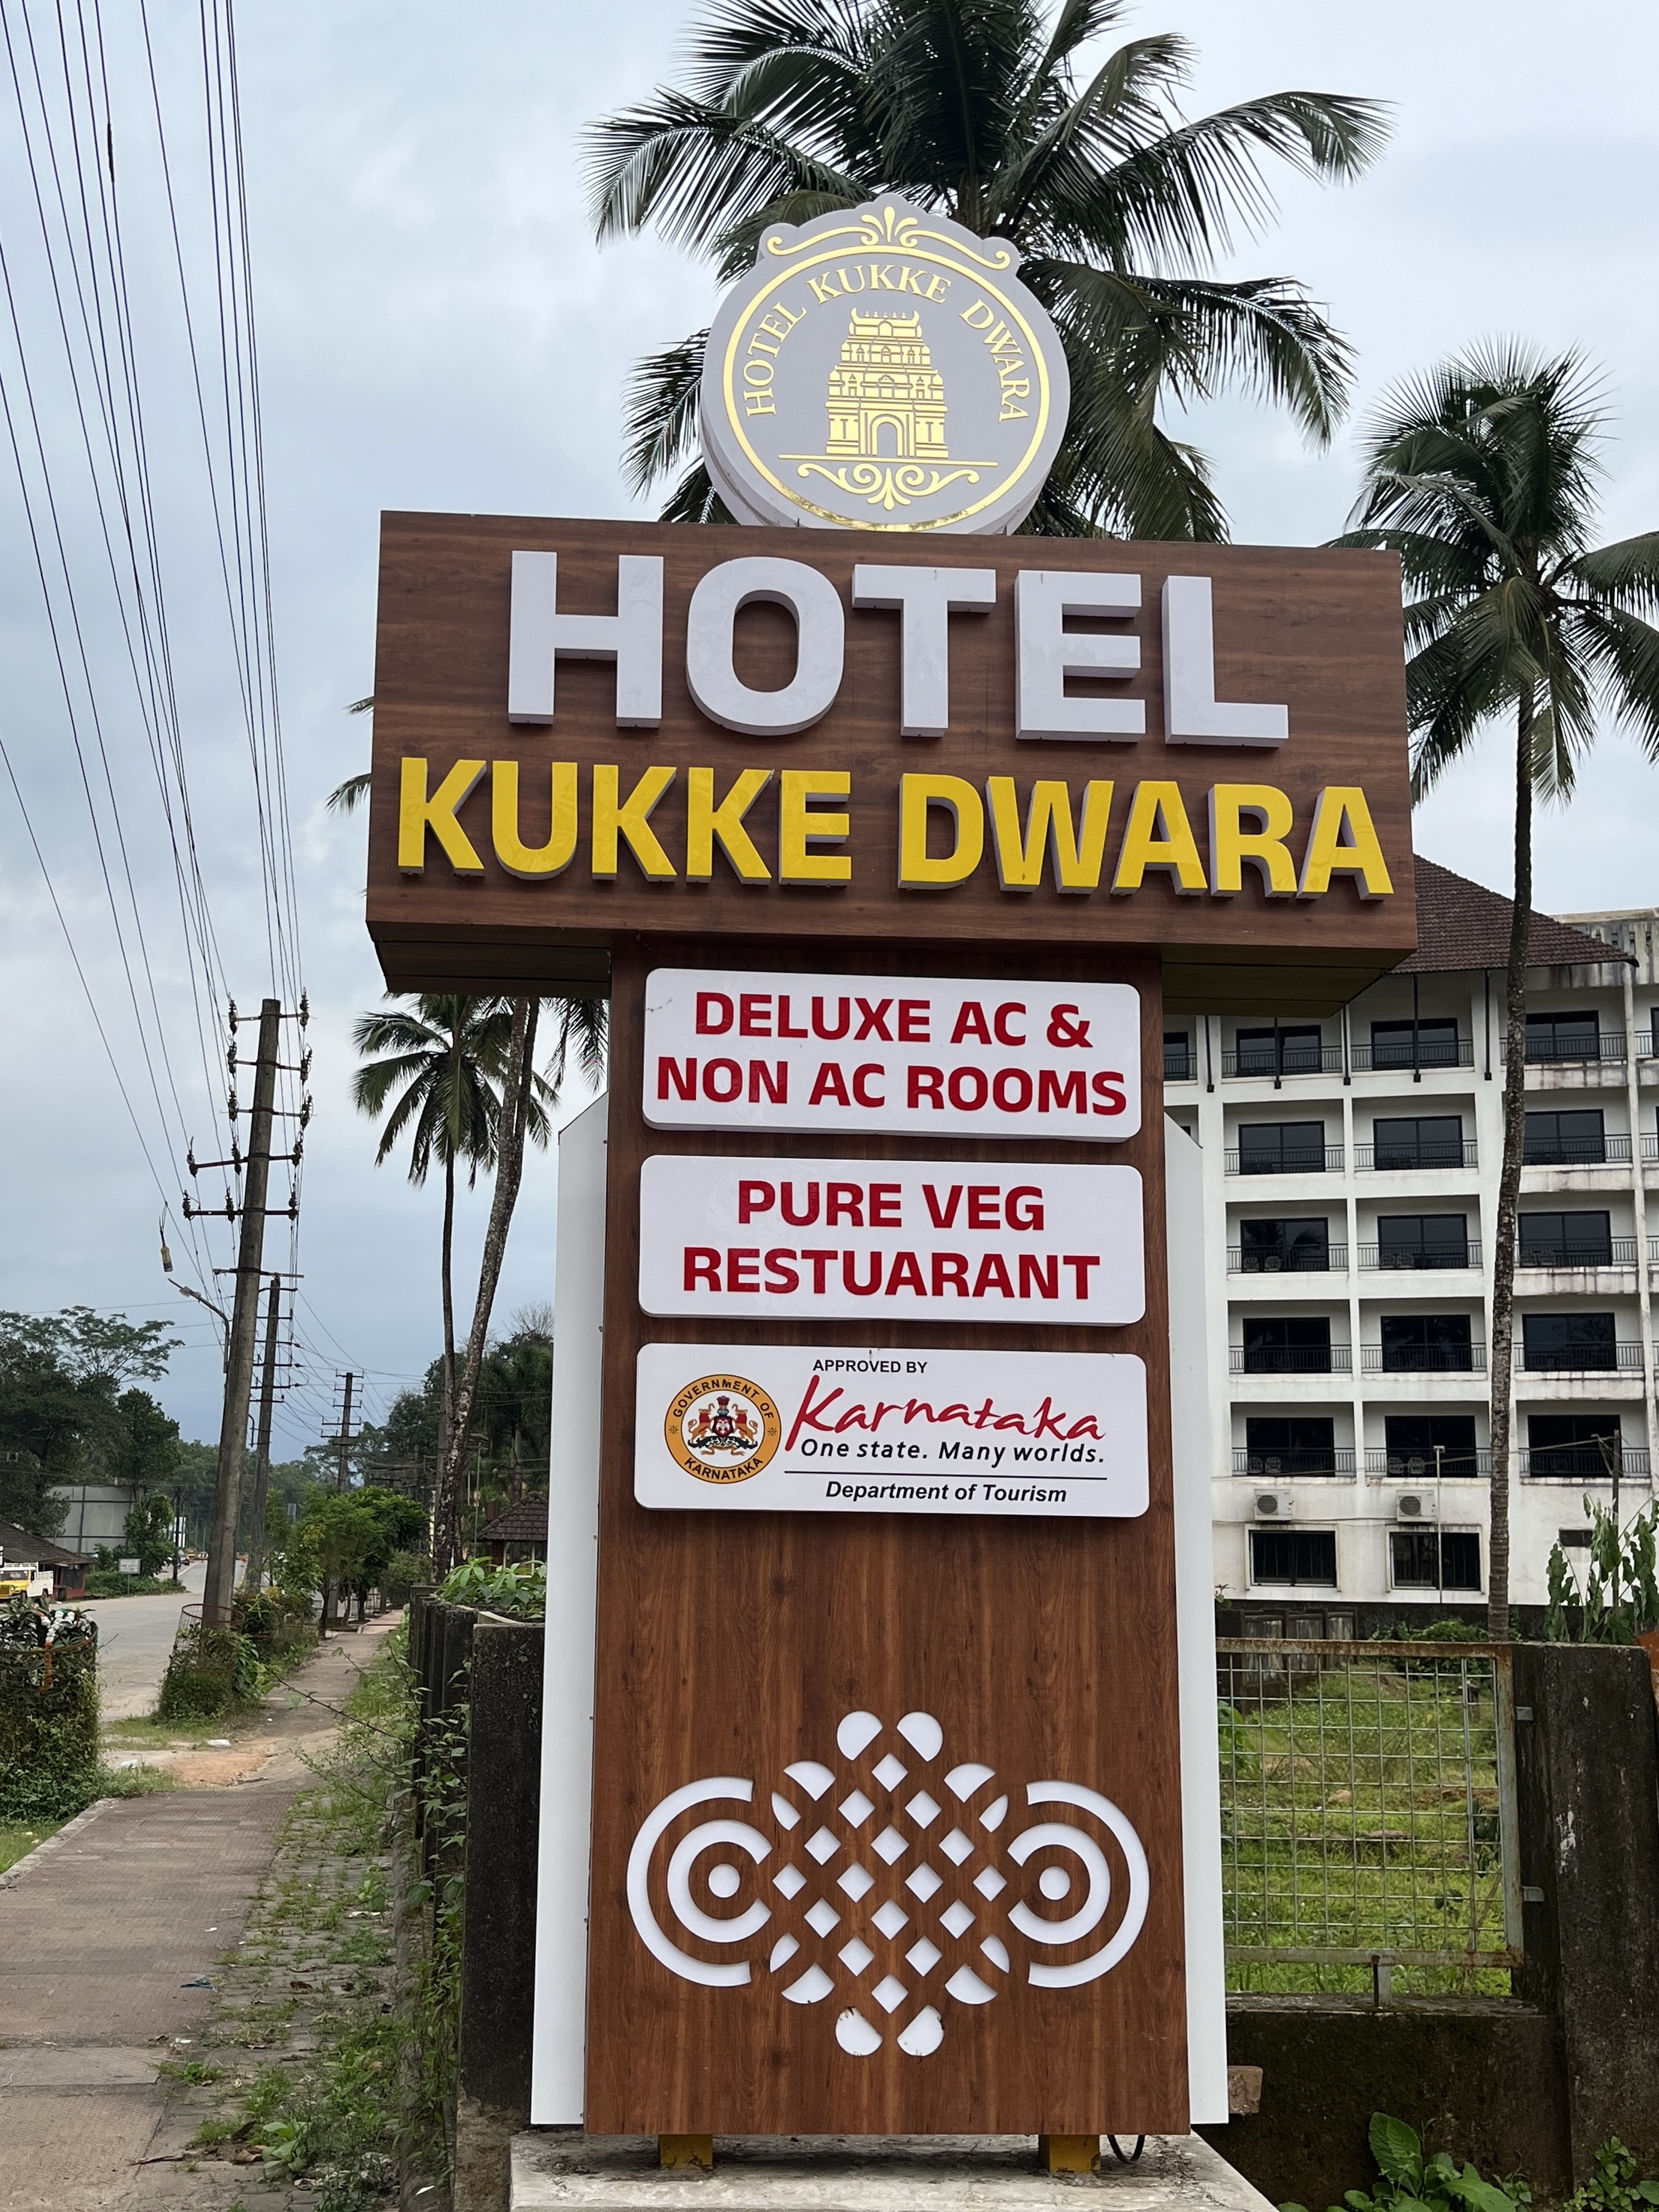 HOTEL KUKKE DWARA
HOTEL
KUKKE DWARA
DELUXE AC &
NON AC ROOMS
PURE VEG
RESTUARANT
APPROVED BY
GOVERNMENT OF
KARNATAKA
Karnataka
One state. Many worlds.
Department of Tourism